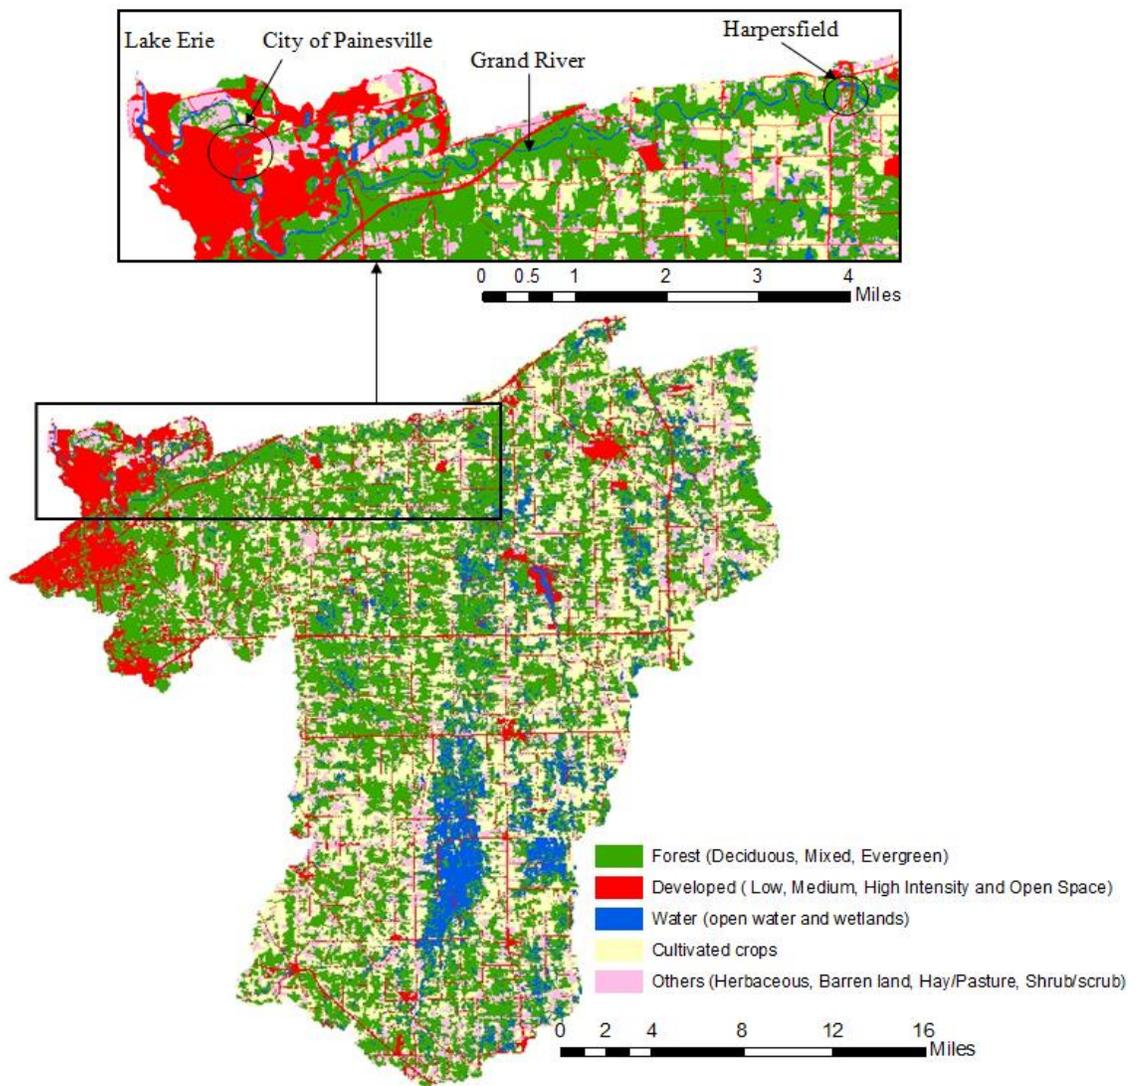 Lake Erie
City of Painesville
Grand River
Harpersfield
0 0.5 1 2 3 4
Miles
Forest (Deciduous, Mixed, Evergreen)
Developed ( Low, Medium, High Intensity and Open Space)
Water (open water and wetlands)
Cultivated crops
Others (Herbaceous, Barren land, Hay/Pasture, Shrub/scrub)
0 2 4 8 12 16
Miles